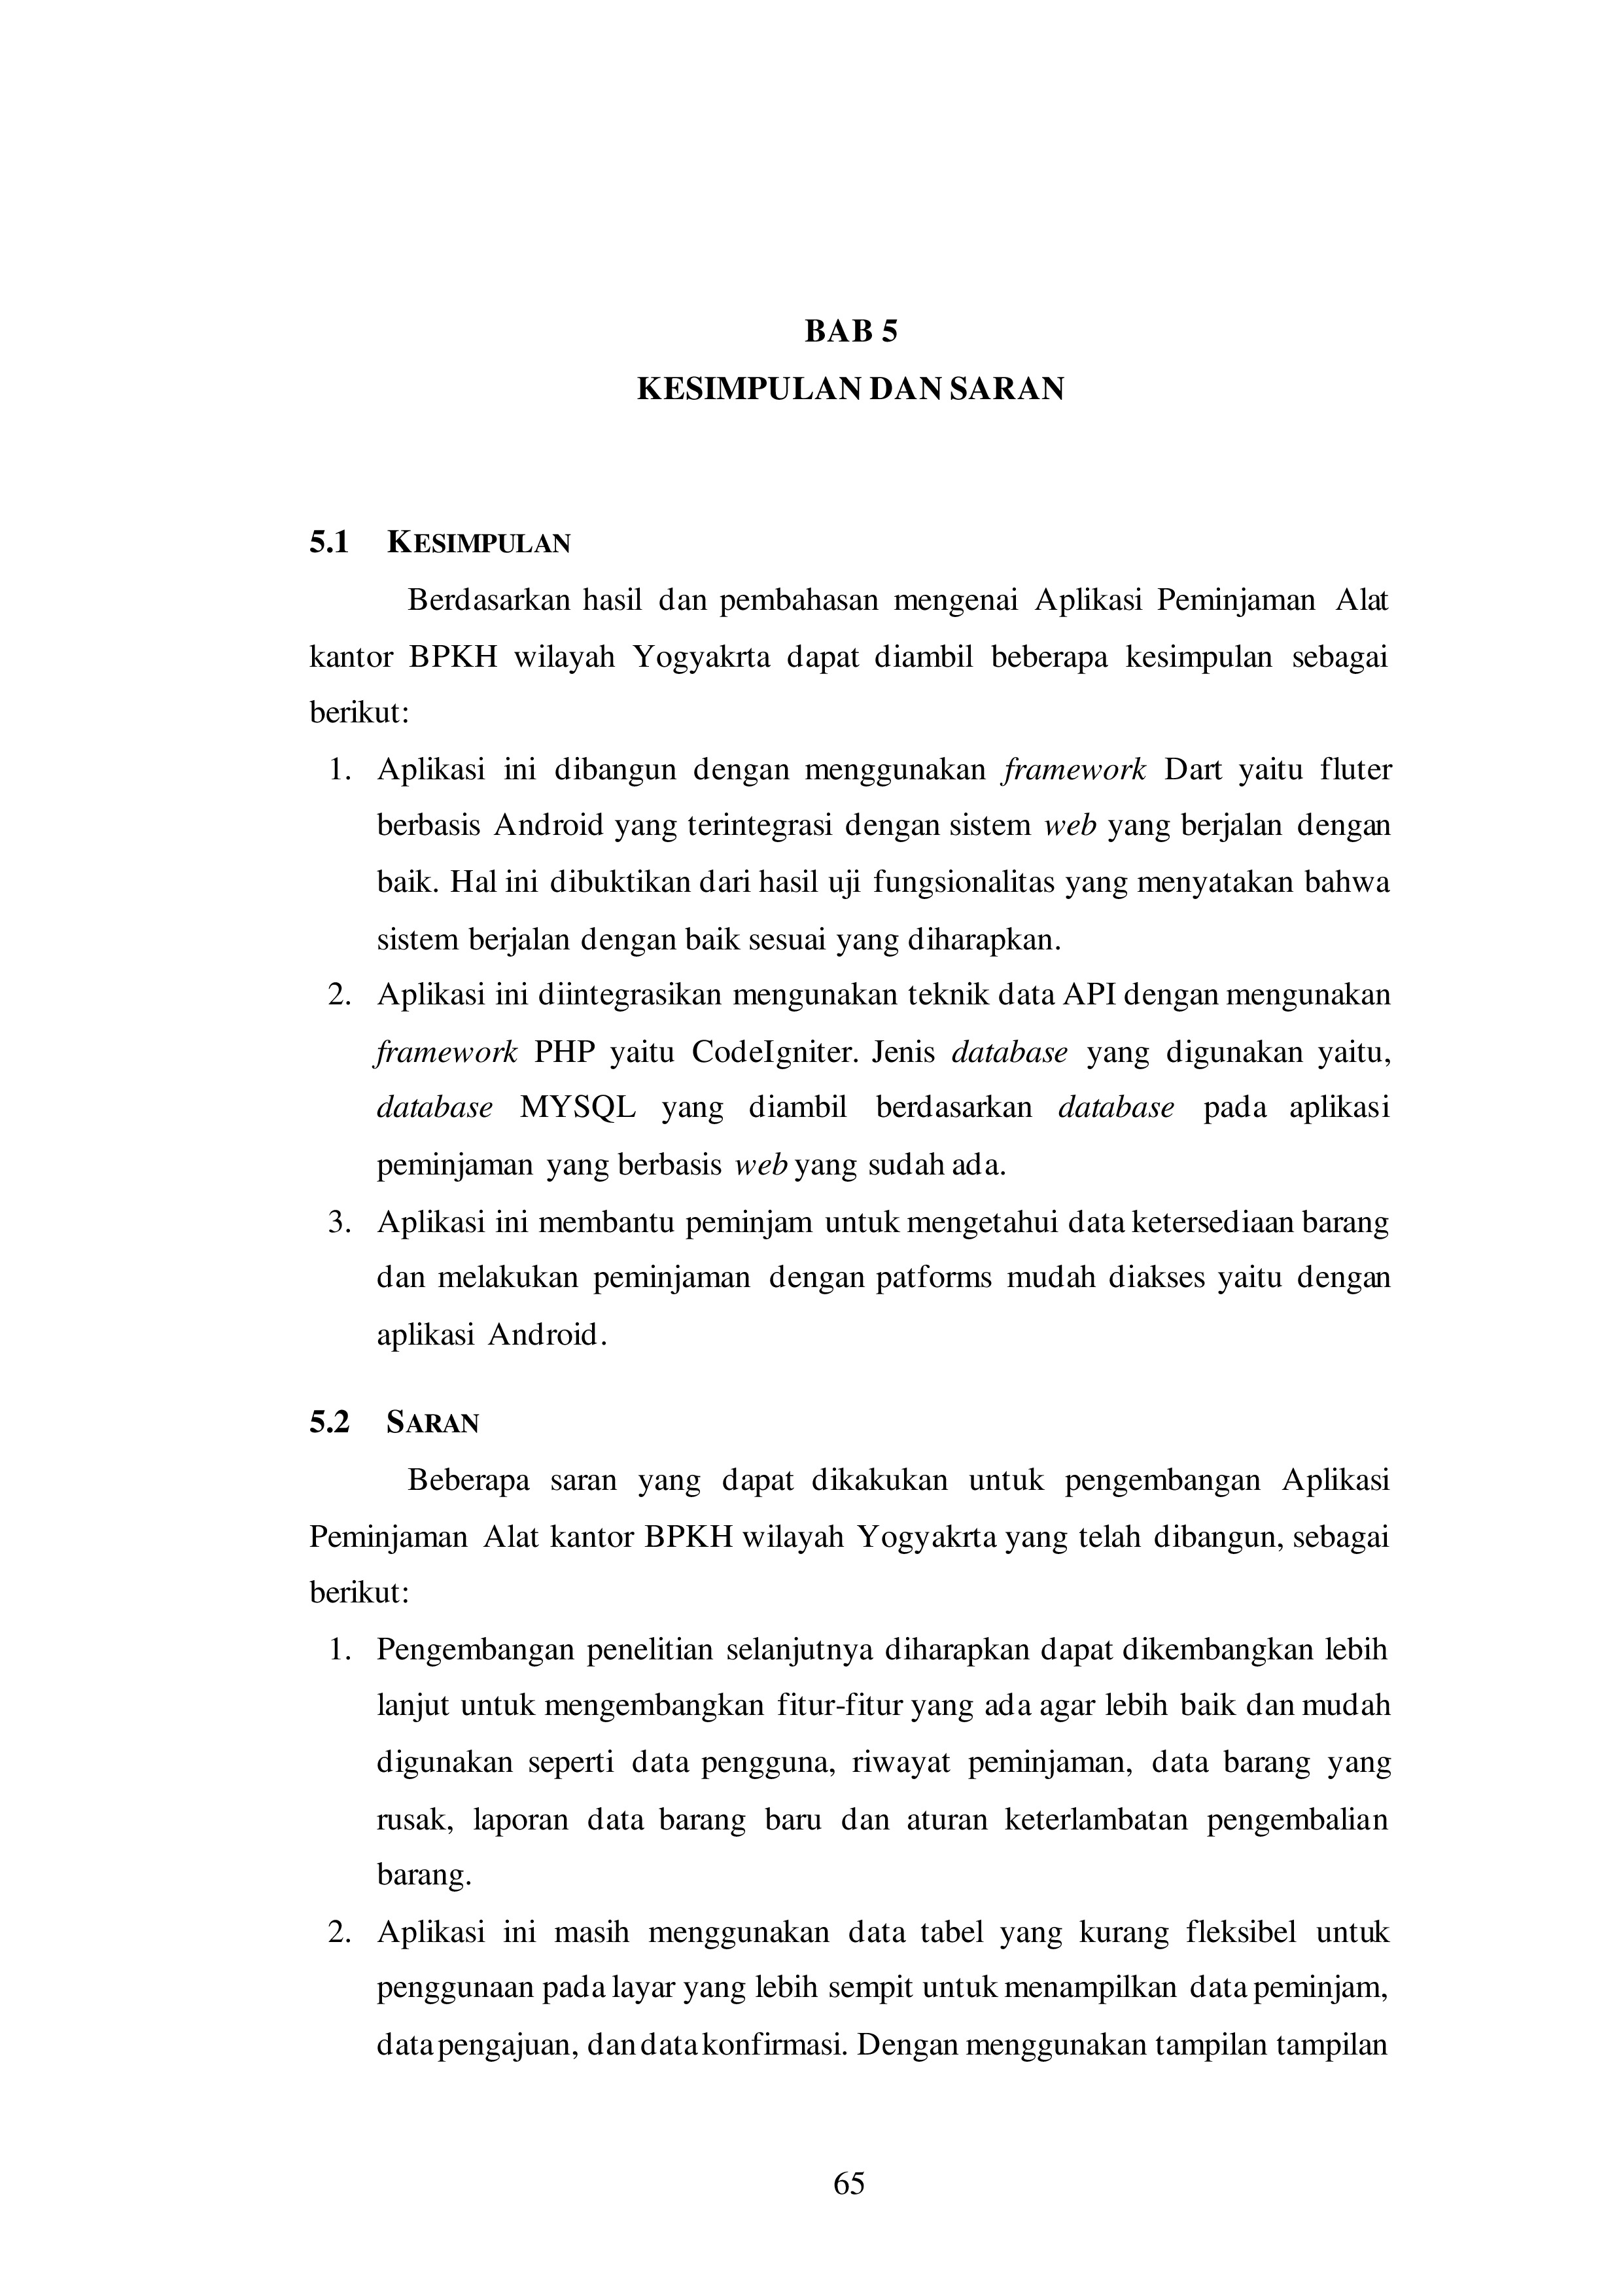 BAB 5
KESIMPULAN DAN SARAN
5.1 KESIMPULAN
Berdasarkan hasil dan pembahasan mengenai Aplikasi Peminjaman Alat
kantor BPKH wilayah Yogyakrta dapat diambil beberapa kesimpulan sebagai
berikut:
1. Aplikasi ini dibangun dengan menggunakan framework Dart yaitu fluter
berbasis Android yang terintegrasi dengan sistem web yang berjalan dengan
baik. Hal ini dibuktikan dari hasil uji fungsionalitas yang menyatakan bahwa
sistem berjalan dengan baik sesuai yang diharapkan.
2. Aplikasi ini diintegrasikan mengunakan teknik data API dengan mengunakan
framework PHP yaitu CodeIgniter. Jenis database yang digunakan yaitu,
database MYSQL yang diambil berdasarkan database pada aplikasi
peminjaman yang berbasis web yang sudah ada.
3. Aplikasi ini membantu peminjam untuk mengetahui data ketersediaan barang
dan melakukan peminjaman dengan patforms mudah diakses yaitu dengan
aplikasi Android.
5.2 SARAN
Beberapa saran yang dapat dikakukan untuk pengembangan Aplikasi
Peminjaman Alat kantor BPKH wilayah Yogyakrta yang telah dibangun, sebagai
berikut:
1. Pengembangan penelitian selanjutnya diharapkan dapat dikembangkan lebih
lanjut untuk mengembangkan fitur-fitur yang ada agar lebih baik dan mudah
digunakan seperti data pengguna, riwayat peminjaman, data barang yang
rusak, laporan data barang baru dan aturan keterlambatan pengembalian
barang.
2. Aplikasi ini masih menggunakan data tabel yang kurang fleksibel untuk
penggunaan pada layar yang lebih sempit untuk menampilkan data peminjam,
data pengajuan, dan data konfirmasi. Dengan menggunakan tampilan tampilan
65